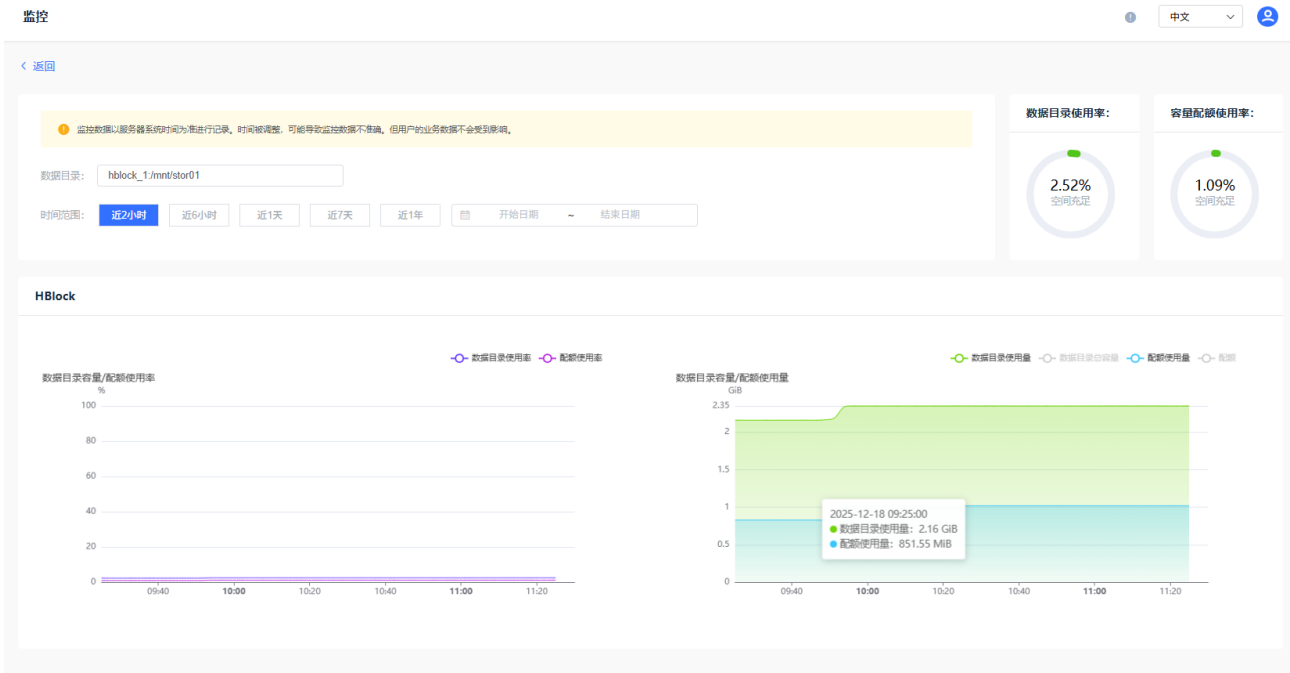 监控
中文
返回
监控数据以服务器系统时间为准进行记录。时间被调整，可能导致监控数据不准确。但用户的业务数据不会受到影响。
数据目录： hblock_1:/mnt/stor01
时间范围： 近2小时 近6小时 近1天 近7天 近1年 开始日期 ~ 结束日期
数据目录使用率：
2.52%
空间充足
容量配额使用率：
1.09%
空间充足
HBlock
数据目录使用率 配额使用率
数据目录容量/配额使用率
%
100
80
60
40
20
0
09:40 10:00 10:20 10:40 11:00 11:20
数据目录使用量 数据目录总容量 配额使用量 配额
数据目录容量/配额使用量
GiB
2.35
2
1.5
1
0.5
0
2025-12-18 09:25:00
数据目录使用量： 2.16 GiB
配额使用量： 851.55 MiB
09:40 10:00 10:20 10:40 11:00 11:20